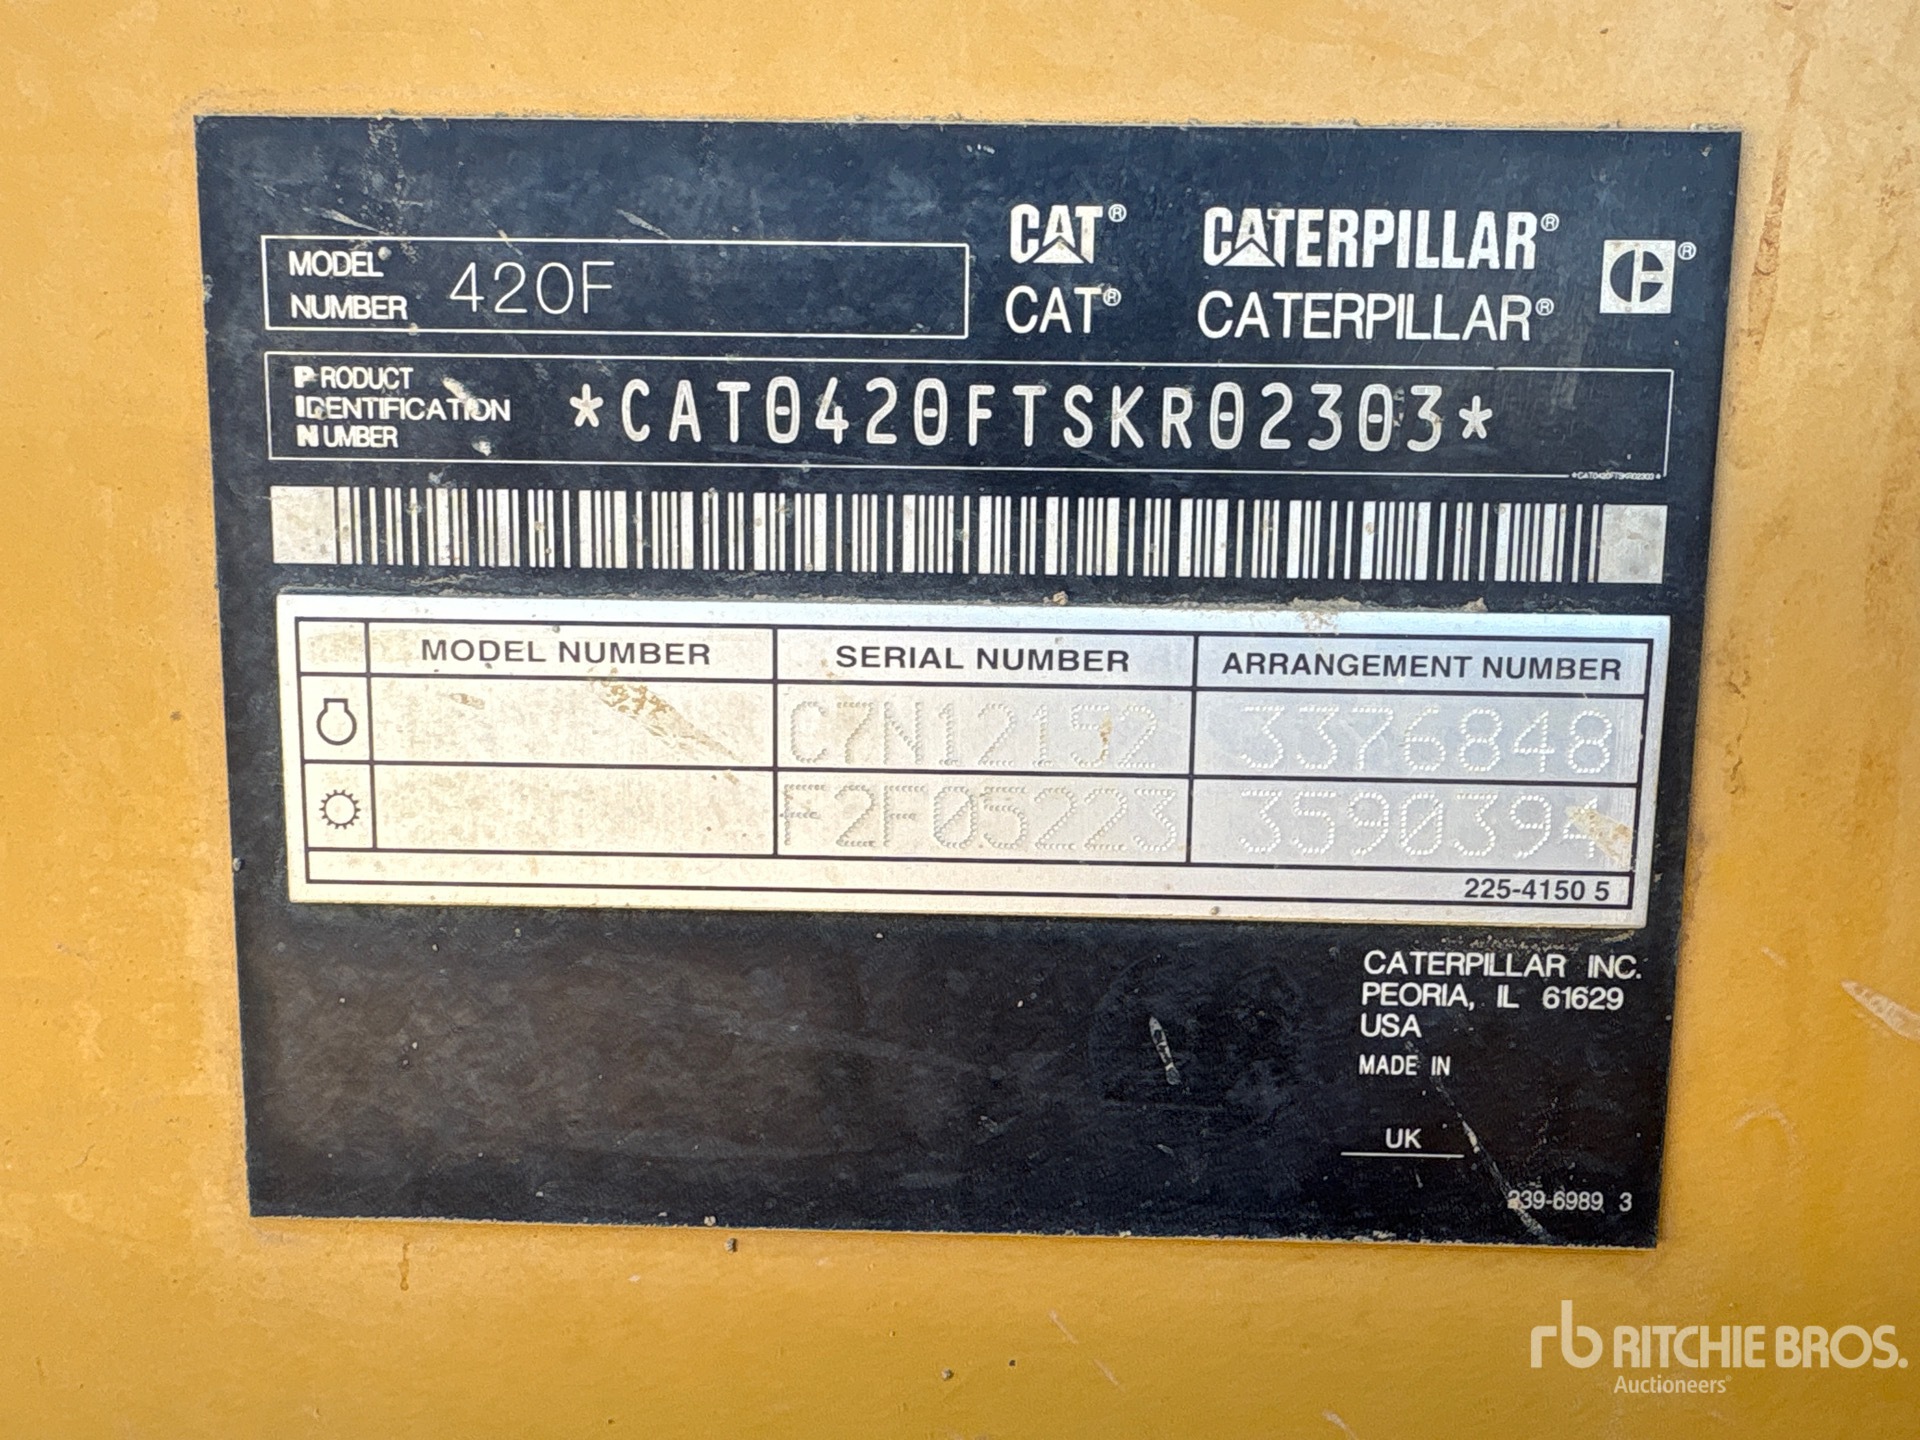 MODEL NUMBER 420F
CAT® CATERPILLAR®
CAT® CATERPILLAR®
PRODUCT IDENTIFICATION NUMBER *CAT0420FTSKR02303*
*CAT0420FTSKR02303*
MODEL NUMBER SERIAL NUMBER ARRANGEMENT NUMBER
C7N12152 3376848
F2F05223 3590394
225-4150 5
CATERPILLAR INC.
PEORIA, IL 61629
USA
MADE IN
UK
239-6989 3
rb RITCHIE BROS.
Auctioneers